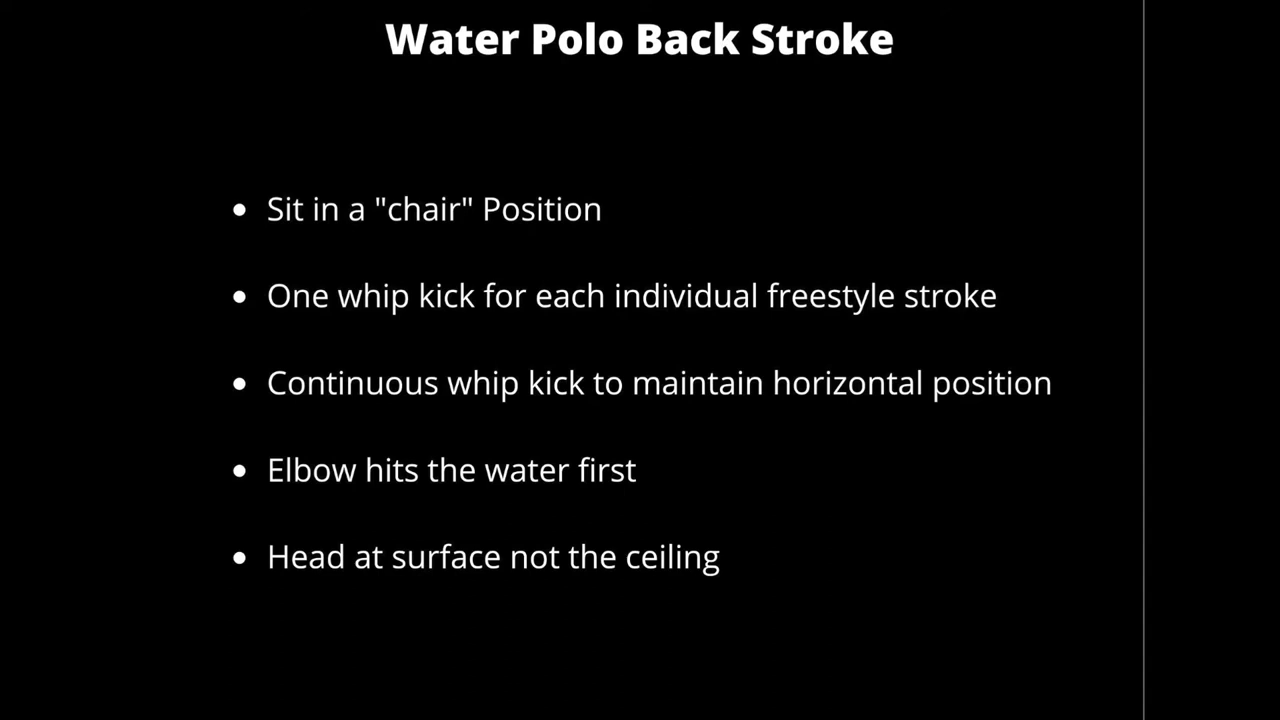 Water Polo Back Stroke
• Sit in a "chair" Position
• One whip kick for each individual freestyle stroke
• Continuous whip kick to maintain horizontal position
• Elbow hits the water first
• Head at surface not the ceiling